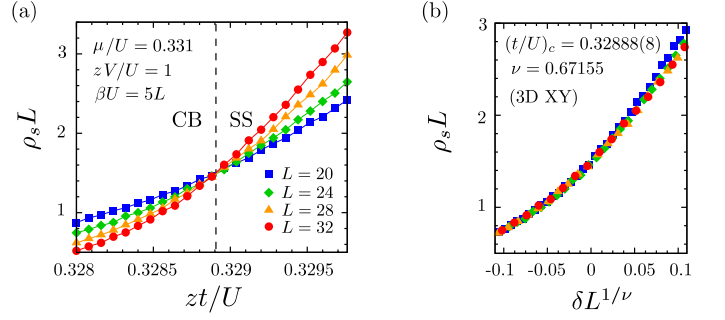 (a)
ρ_s L
3
2
1
μ/U = 0.331
zV/U = 1
βU = 5L
CB
SS
L = 20
L = 24
L = 28
L = 32
0.328
0.3285
0.329
0.3295
zt/U
(b)
ρ_s L
3
2
1
(t/U)_c = 0.32888(8)
ν = 0.67155
(3D XY)
-0.1
-0.05
0
0.05
0.1
δL^{1/ν}